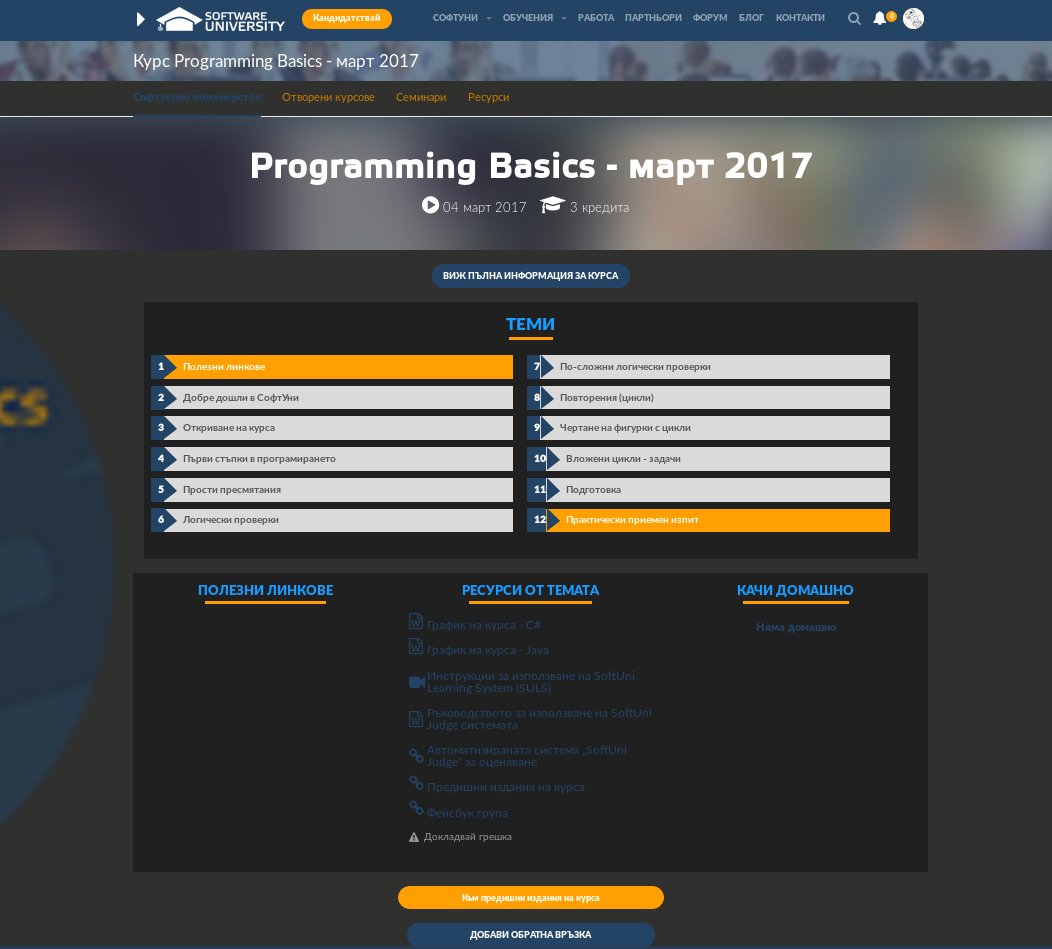 SOFTWARE
UNIVERSITY
Кандидатствай
СОФТУНИ
ОБУЧЕНИЯ
РАБОТА
ПАРТНЬОРИ
ФОРУМ
БЛОГ
КОНТАКТИ
0
Курс Programming Basics - март 2017
Софтуерно инженерство
Отворени курсове
Семинари
Ресурси
Programming Basics - март 2017
04 март 2017
3 кредита
ВИЖ ПЪЛНА ИНФОРМАЦИЯ ЗА КУРСА
ТЕМИ
1 Полезни линкове
2 Добре дошли в СофтУни
3 Откриване на курса
4 Първи стъпки в програмирането
5 Прости пресмятания
6 Логически проверки
7 По-сложни логически проверки
8 Повторения (цикли)
9 Чертане на фигурки с цикли
10 Вложени цикли - задачи
11 Подготовка
12 Практически приемен изпит
ПОЛЕЗНИ ЛИНКОВЕ
РЕСУРСИ ОТ ТЕМАТА
График на курса - C#
График на курса - Java
Инструкции за използване на SoftUni
Learning System (SULS)
Ръководството за използване на SoftUni
Judge системата
Автоматизираната система „SoftUni
Judge“ за оценяване
Предишни издания на курса
Фейсбук група
Докладвай грешка
КАЧИ ДОМАШНО
Няма домашно
Към предишни издания на курса
ДОБАВИ ОБРАТНА ВРЪЗКА